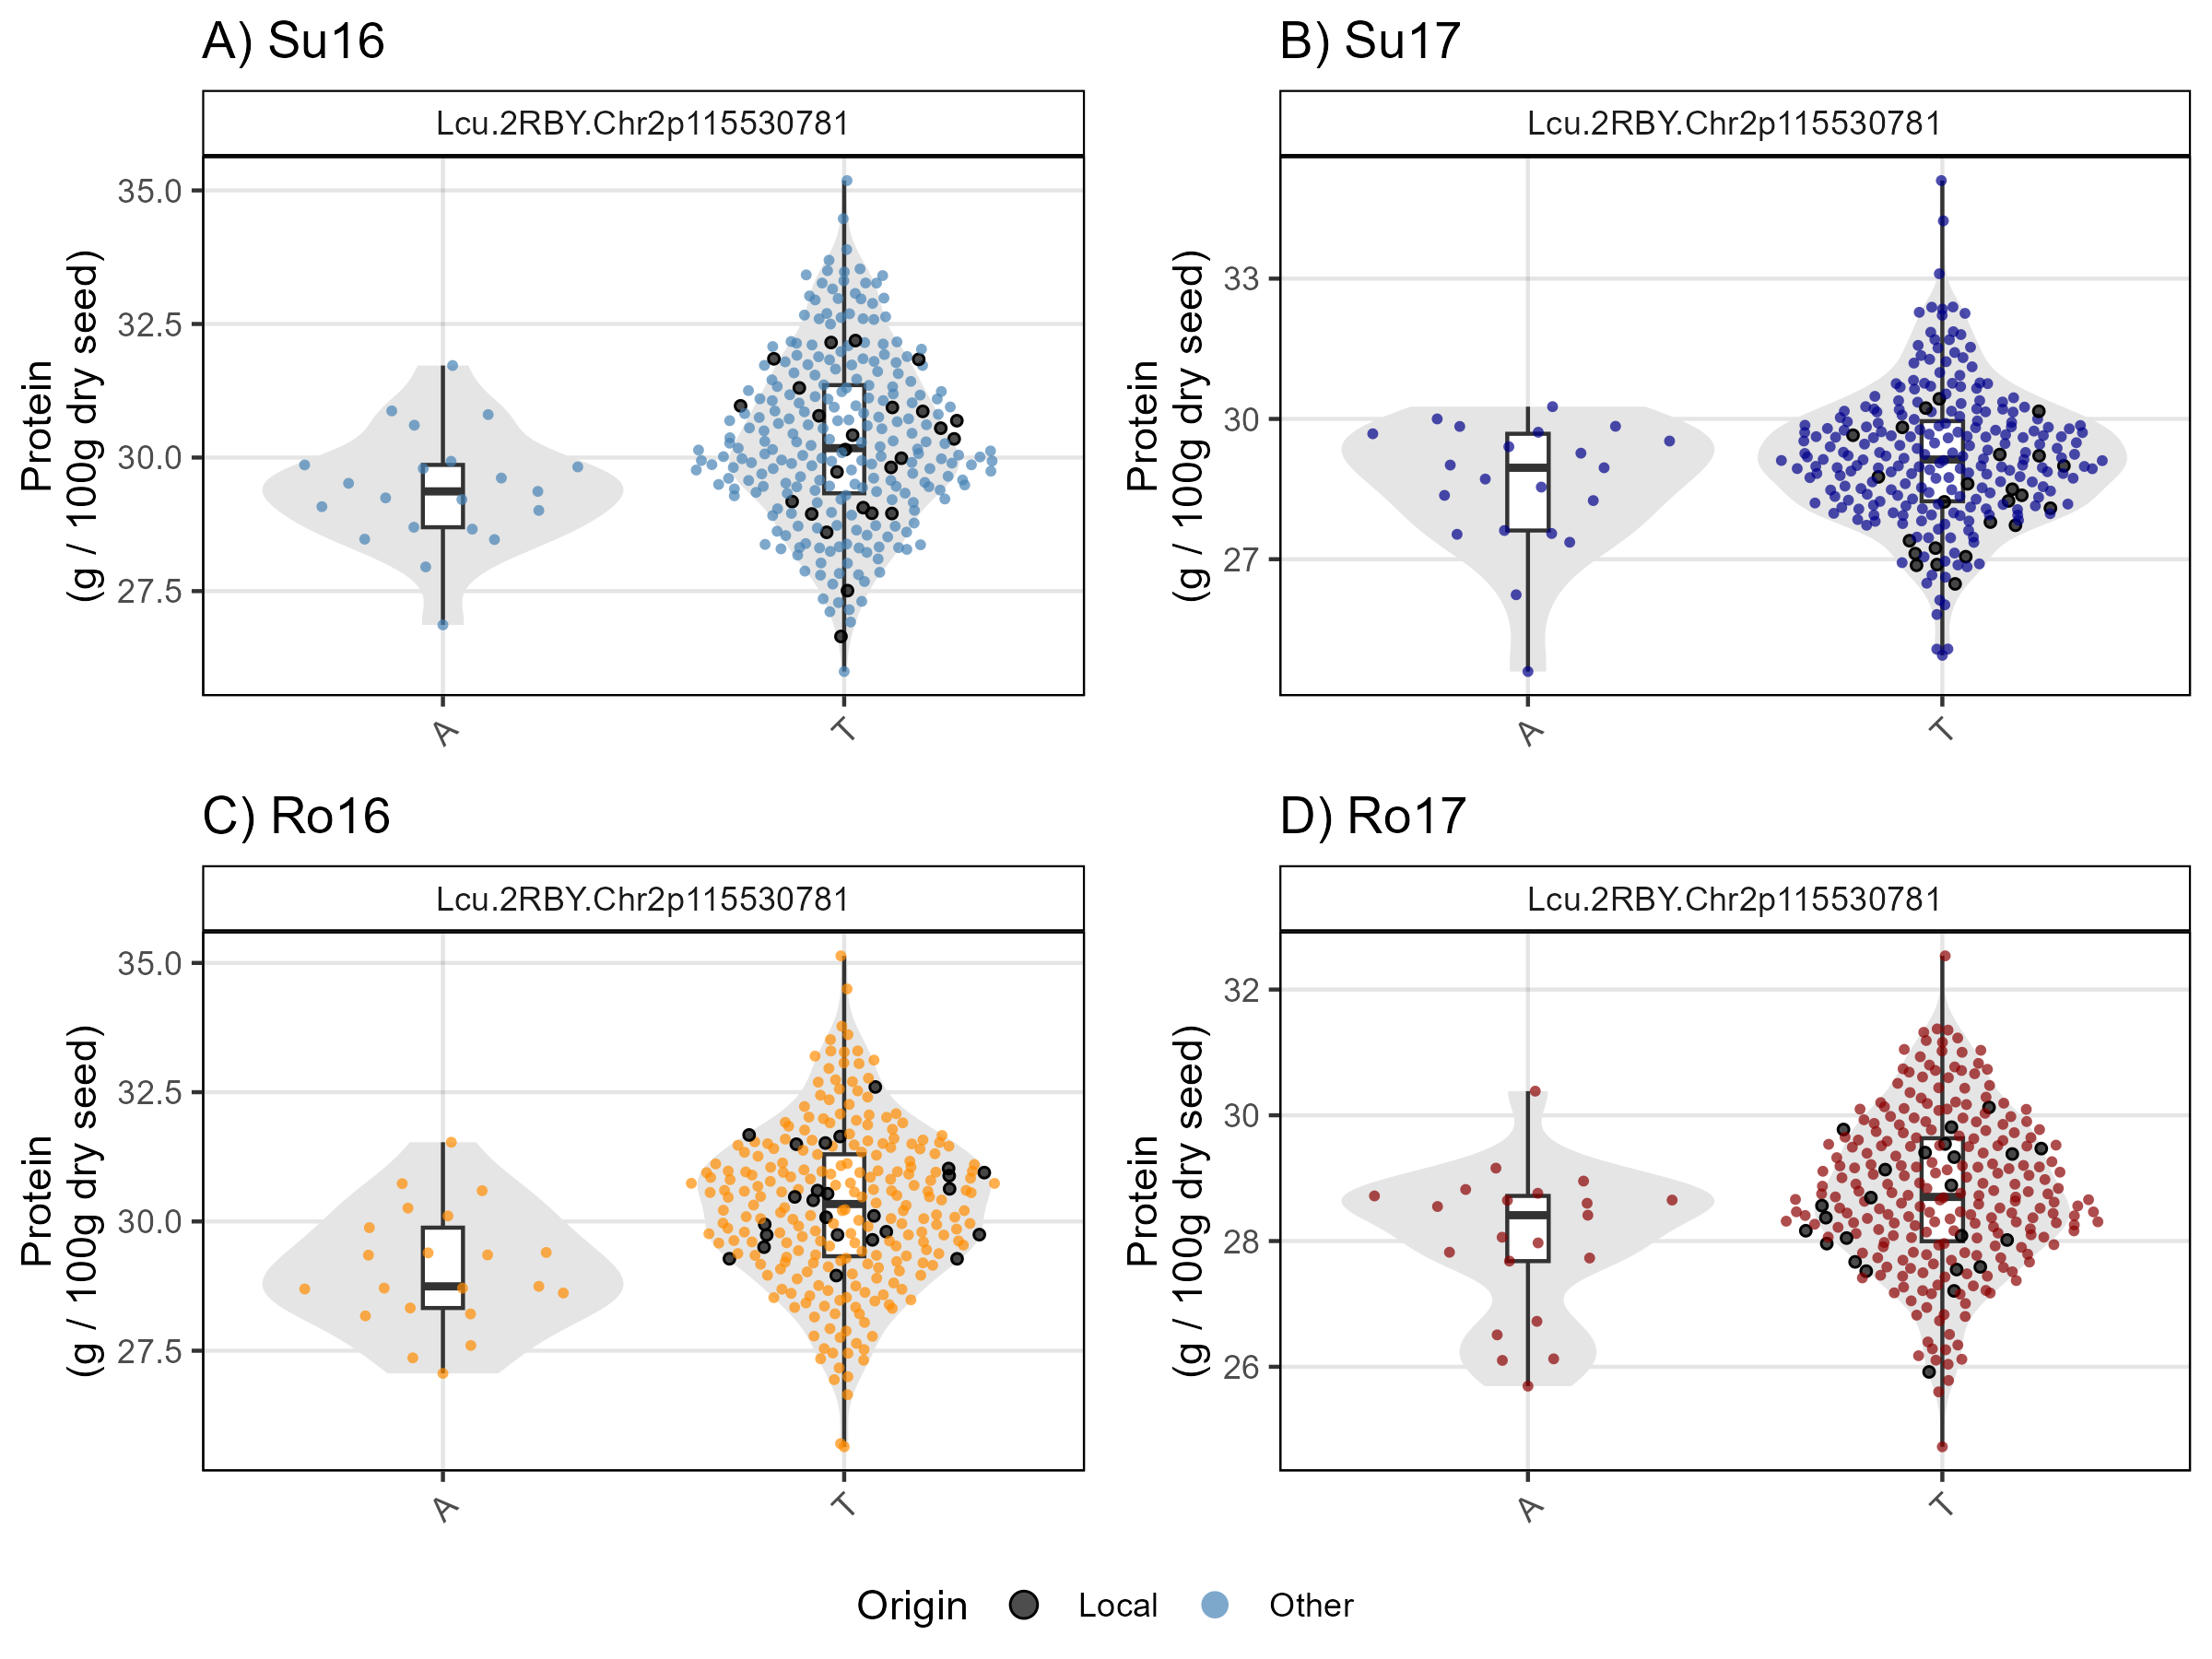 A) Su16
Lcu.2RBY.Chr2p115530781
Protein
(g / 100g dry seed)
35.0
32.5
30.0
27.5
A
T
B) Su17
Lcu.2RBY.Chr2p115530781
Protein
(g / 100g dry seed)
33
30
27
A
T
C) Ro16
Lcu.2RBY.Chr2p115530781
Protein
(g / 100g dry seed)
35.0
32.5
30.0
27.5
A
T
D) Ro17
Lcu.2RBY.Chr2p115530781
Protein
(g / 100g dry seed)
32
30
28
26
A
T
Origin
Local
Other